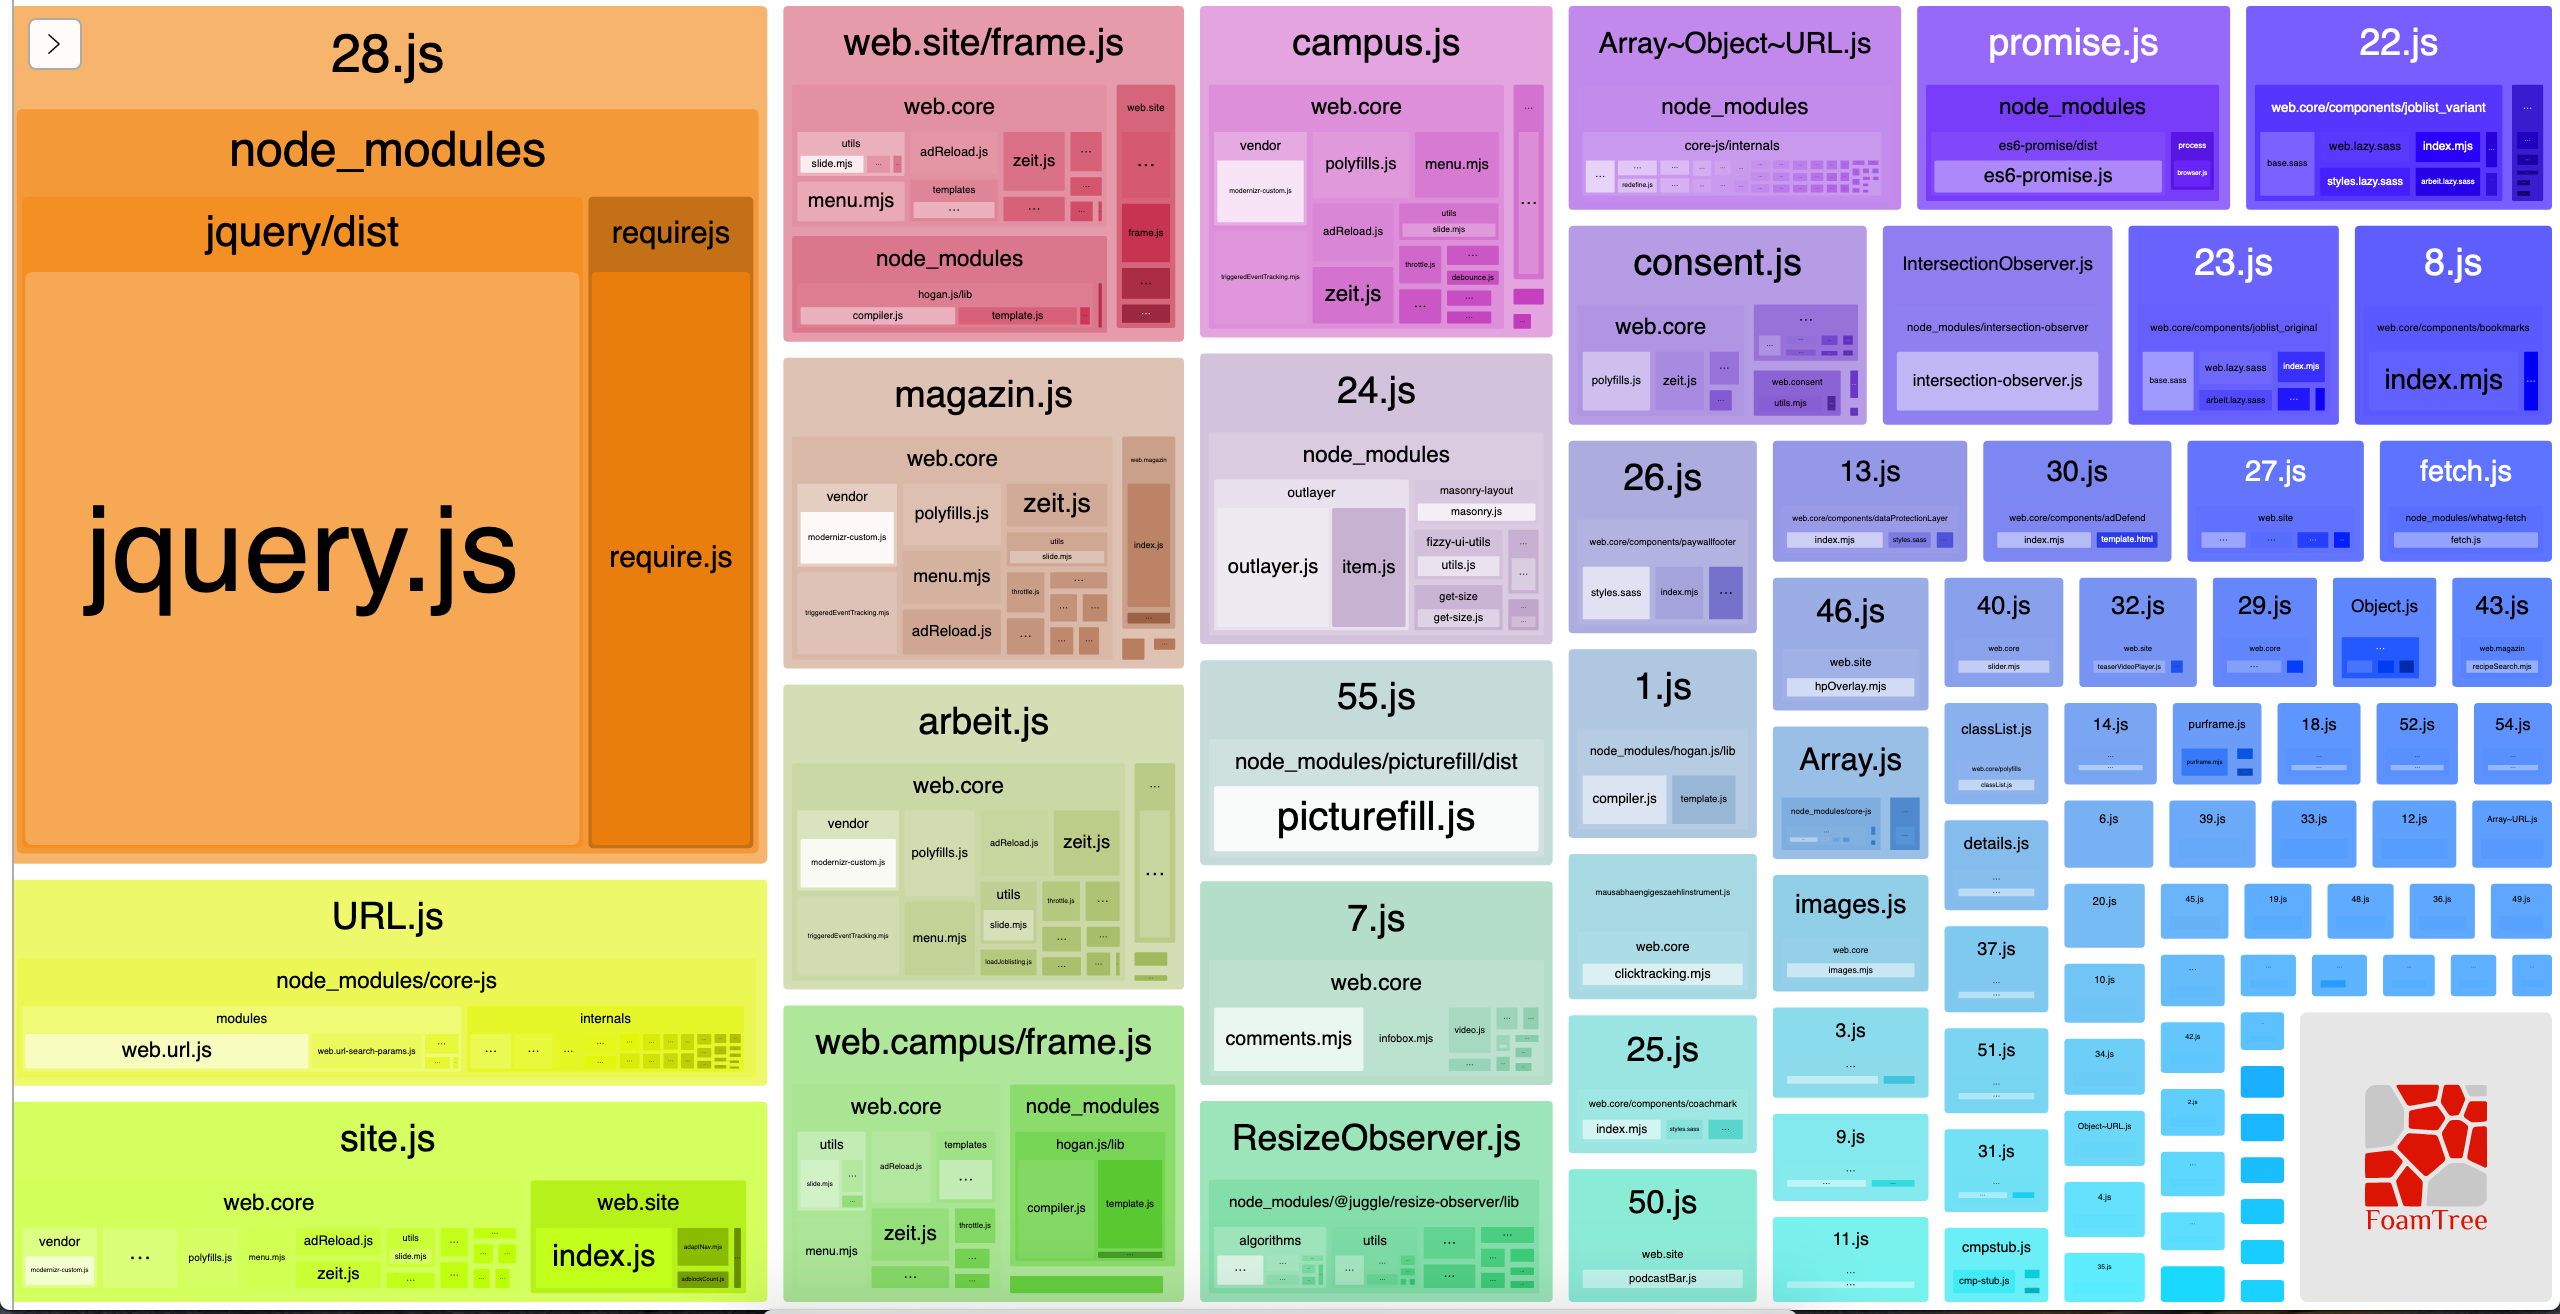 28.js
node_modules
jquery/dist
jquery.js
requirejs
require.js
URL.js
node_modules/core-js
modules
web.url.js
web.url-search-params.js
...
...
internals
...
...
...
...
site.js
web.core
vendor
modernizr-custom.js
...
polyfills.js
menu.mjs
adReload.js
zeit.js
utils
slide.mjs
...
web.site
index.js
adaptNav.mjs
adblockCount.js
web.site/frame.js
web.core
utils
slide.mjs
...
menu.mjs
adReload.js
templates
...
zeit.js
...
...
...
...
node_modules
hogan.js/lib
compiler.js
template.js
web.site
...
frame.js
...
...
magazin.js
web.core
vendor
modernizr-custom.js
triggeredEventTracking.mjs
polyfills.js
menu.mjs
adReload.js
zeit.js
utils
slide.mjs
throttle.js
...
web.magazin
index.js
...
arbeit.js
web.core
vendor
modernizr-custom.js
triggeredEventTracking.mjs
polyfills.js
menu.mjs
adReload.js
zeit.js
utils
slide.mjs
loadJoblisting.js
throttle.js
...
...
...
web.campus/frame.js
web.core
utils
slide.mjs
...
menu.mjs
adReload.js
templates
...
zeit.js
throttle.js
...
node_modules
hogan.js/lib
compiler.js
template.js
campus.js
web.core
vendor
modernizr-custom.js
triggeredEventTracking.mjs
polyfills.js
menu.mjs
adReload.js
zeit.js
utils
slide.mjs
throttle.js
...
debounce.js
...
...
24.js
node_modules
outlayer
outlayer.js
item.js
masonry-layout
masonry.js
fizzy-ui-utils
utils.js
get-size
get-size.js
...
55.js
node_modules/picturefill/dist
picturefill.js
7.js
web.core
comments.mjs
infobox.mjs
video.js
...
ResizeObserver.js
node_modules/@juggle/resize-observer/lib
algorithms
...
utils
...
...
Array~Object~URL.js
node_modules
core-js/internals
...
redefine.js
promise.js
node_modules
es6-promise/dist
es6-promise.js
process
browser.js
22.js
web.core/components/joblist_variant
base.sass
web.lazy.sass
styles.lazy.sass
index.mjs
arbeit.lazy.sass
...
consent.js
web.core
polyfills.js
zeit.js
...
...
web.consent
utils.mjs
IntersectionObserver.js
node_modules/intersection-observer
intersection-observer.js
23.js
web.core/components/joblist_original
base.sass
web.lazy.sass
arbeit.lazy.sass
index.mjs
...
8.js
web.core/components/bookmarks
index.mjs
...
26.js
web.core/components/paywallfooter
styles.sass
index.mjs
...
13.js
web.core/components/dataProtectionLayer
index.mjs
styles.sass
...
30.js
web.core/components/adDefend
index.mjs
template.html
27.js
web.site
...
...
...
fetch.js
node_modules/whatwg-fetch
fetch.js
46.js
web.site
hpOverlay.mjs
40.js
web.core
slider.mjs
32.js
web.site
teaserVideoPlayer.js
29.js
web.core
...
Object.js
...
43.js
web.magazin
recipeSearch.mjs
1.js
node_modules/hogan.js/lib
compiler.js
template.js
Array.js
node_modules/core-js
classList.js
web.core/polyfills
classList.js
14.js
...
purframe.js
purframe.mjs
18.js
...
52.js
...
54.js
...
6.js
39.js
33.js
12.js
Array~URL.js
mausabhaengigeszaehlinstrument.js
web.core
clicktracking.mjs
images.js
web.core
images.mjs
details.js
...
20.js
45.js
19.js
48.js
36.js
49.js
37.js
...
10.js
...
25.js
web.core/components/coachmark
index.mjs
styles.sass
...
3.js
...
51.js
...
34.js
42.js
9.js
...
31.js
...
Object~URL.js
2.js
50.js
web.site
podcastBar.js
11.js
...
cmpstub.js
cmp-stub.js
4.js
35.js
FoamTree